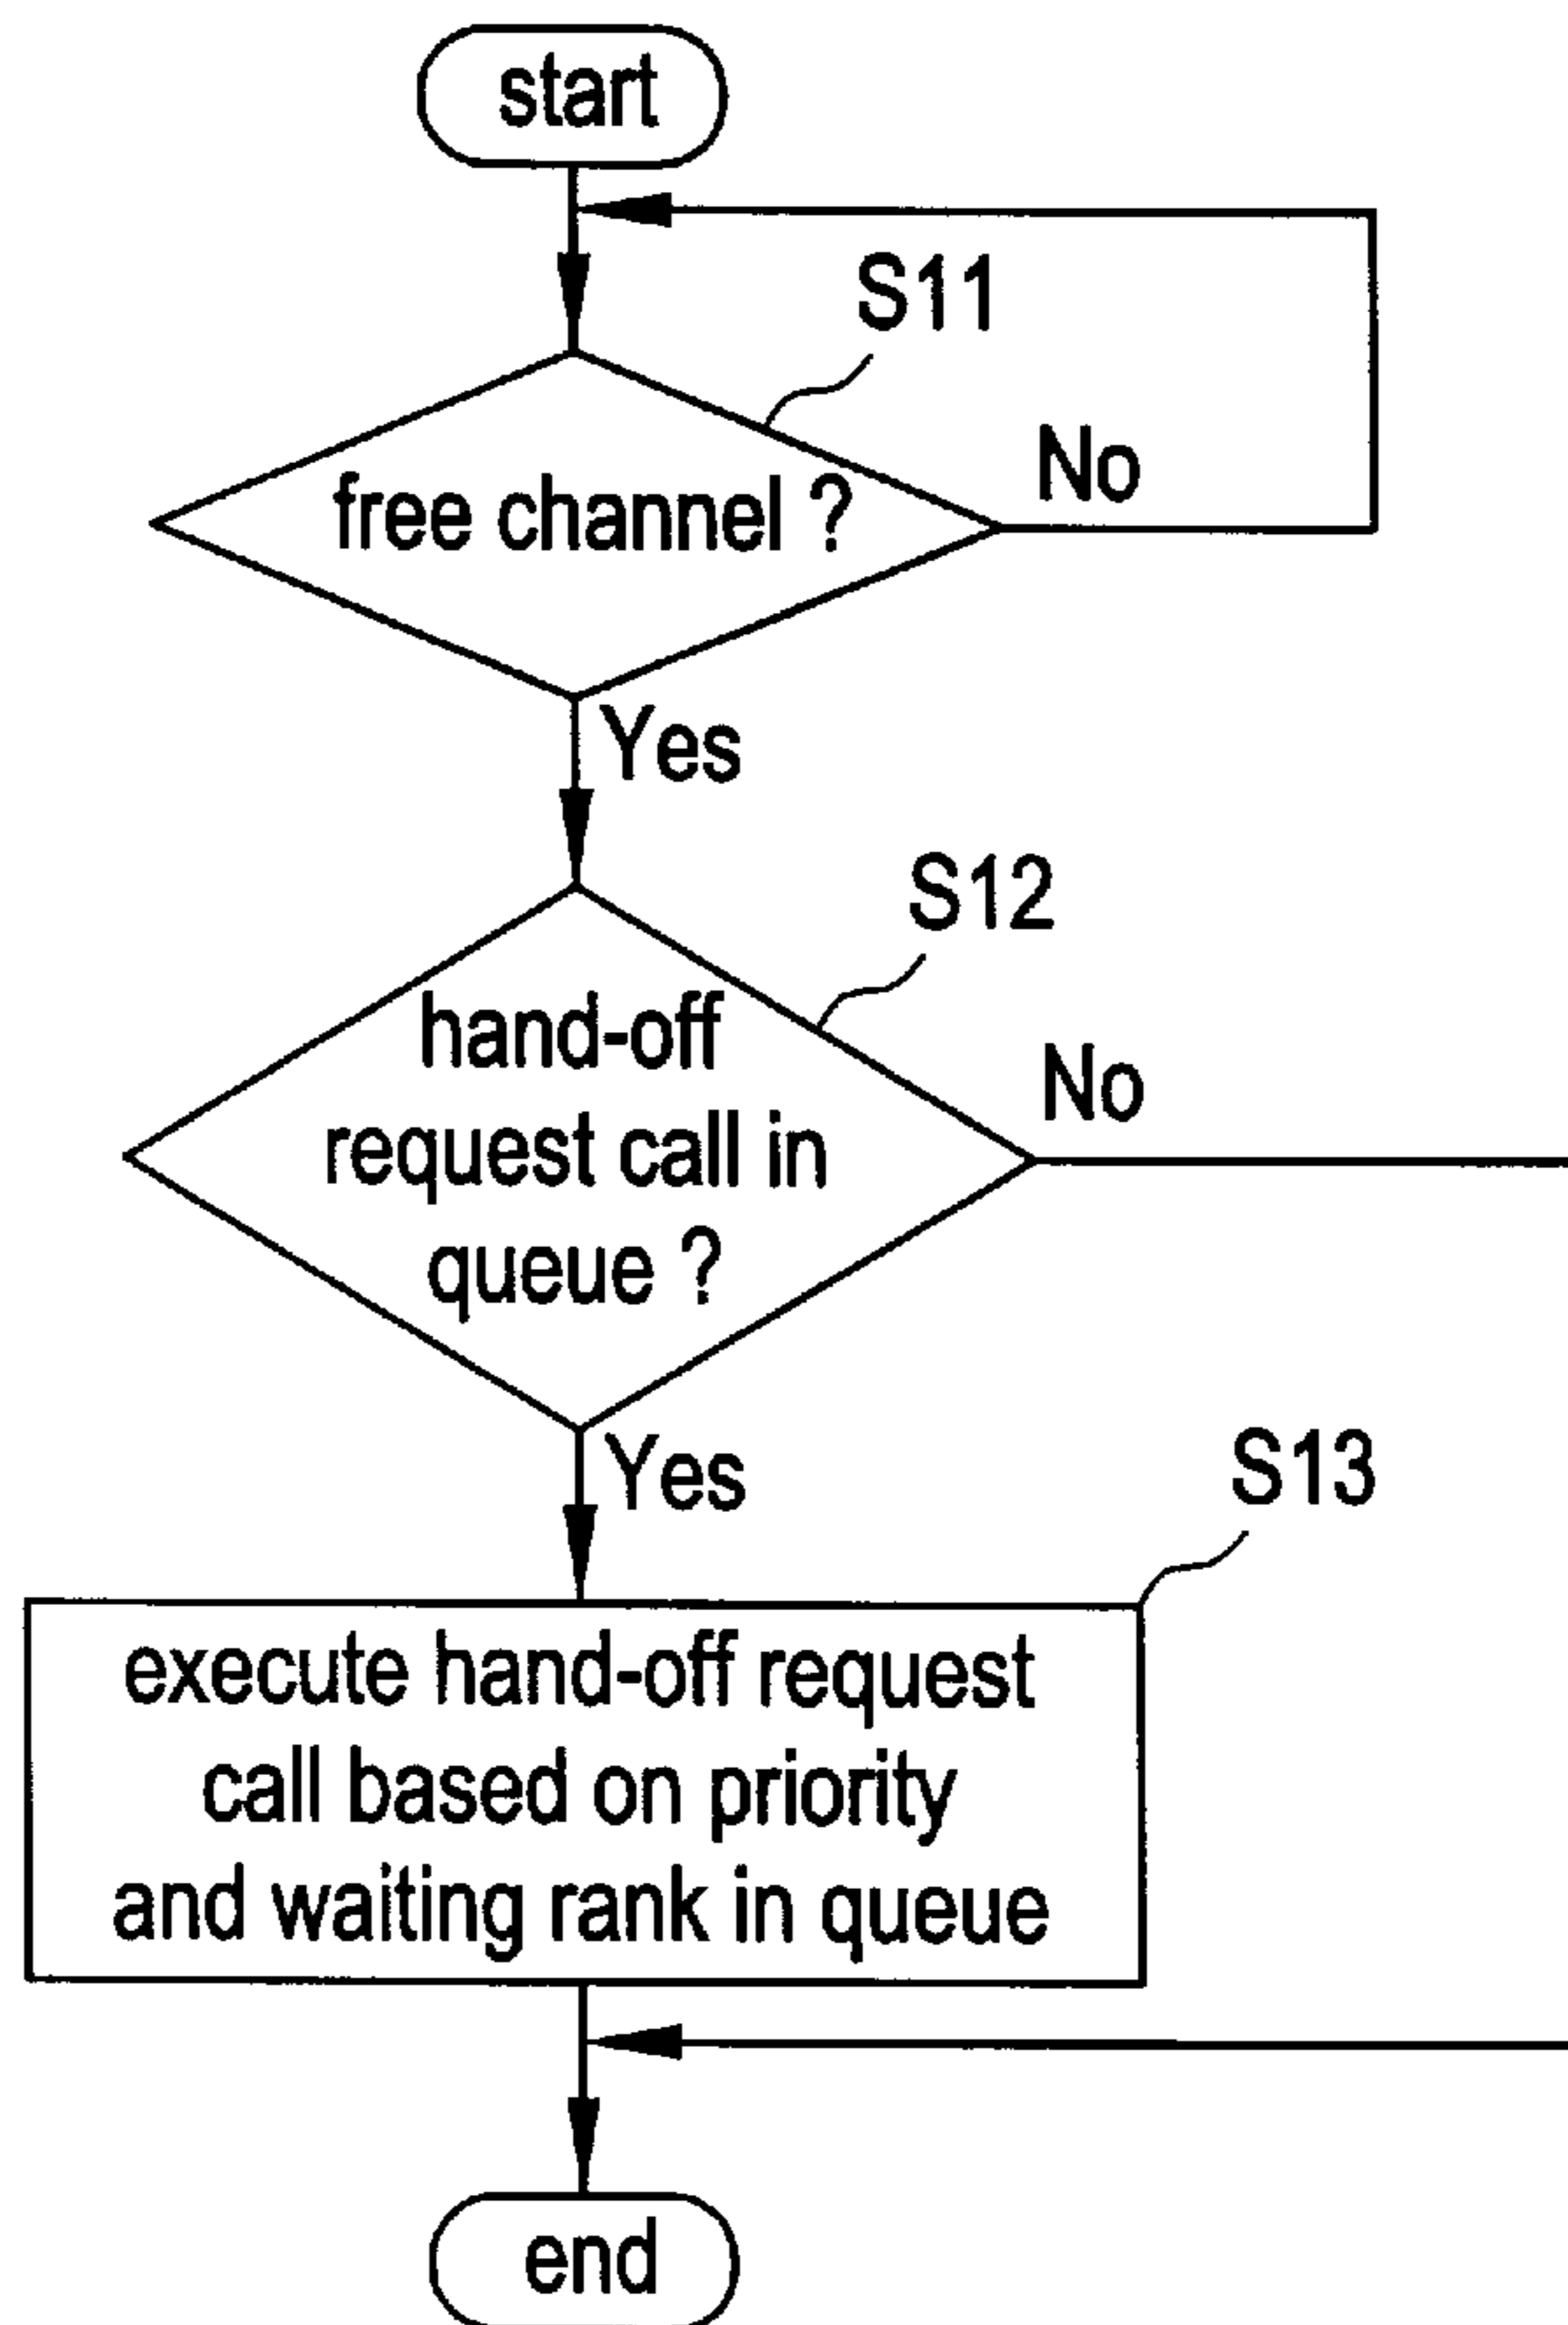 start
S11
free channel ?
No
Yes
S12
hand-off
request call in
queue ?
No
Yes
S13
execute hand-off request
call based on priority
and waiting rank in queue
end